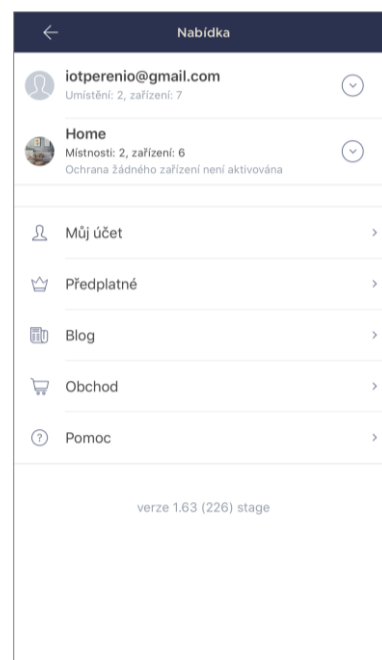 Nabídka
iotperenio@gmail.com
Umístění: 2, zařízení: 7
Home
Místnosti: 2, zařízení: 6
Ochrana žádného zařízení není aktivována
Můj účet
Předplatné
Blog
Obchod
Pomoc
verze 1.63 (226) stage